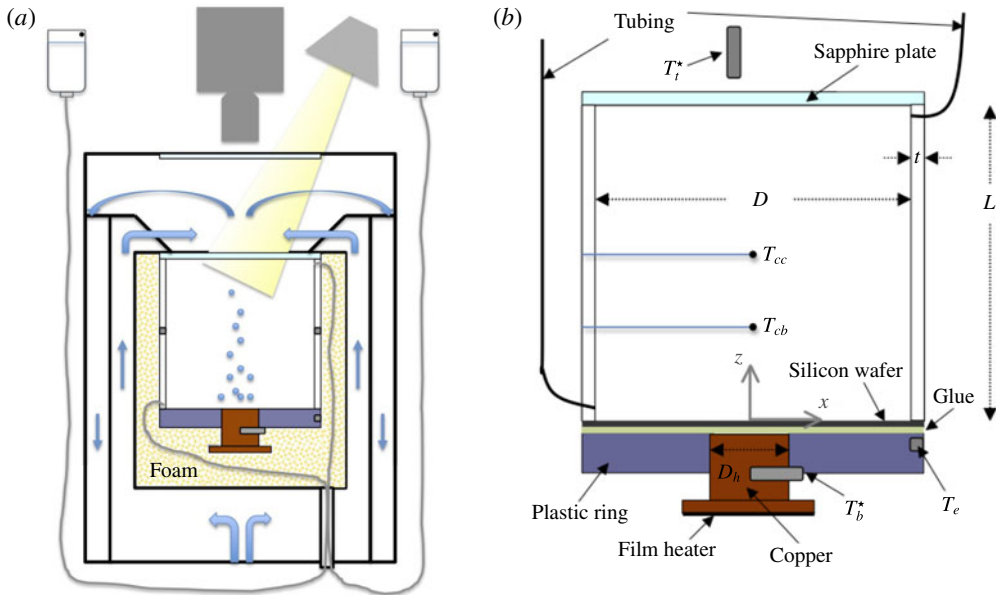 (a)
Foam
(b)
Tubing
T*t
Sapphire plate
t
D
L
Tcc
Tcb
z
x
Silicon wafer
Glue
Dh
Plastic ring
T*b
Te
Film heater
Copper